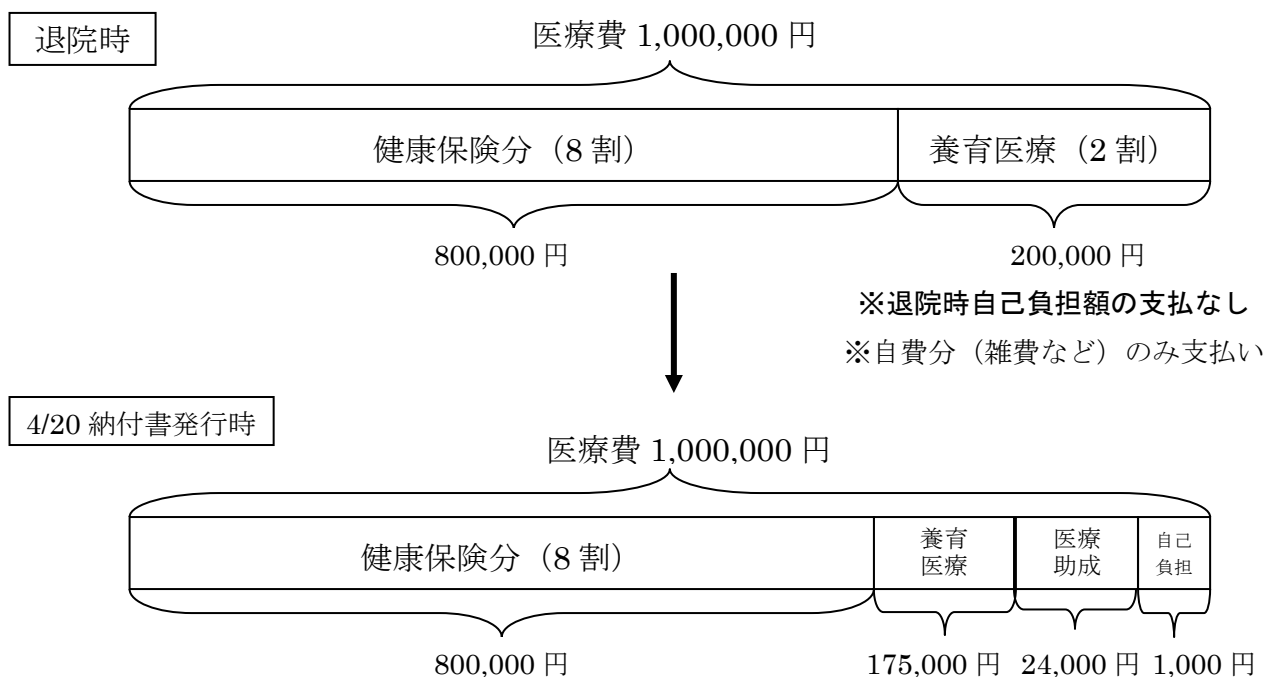 退院時
医療費 1,000,000 円
健康保険分（8 割）
養育医療（2 割）
800,000 円
200,000 円
※退院時自己負担額の支払なし
※自費分（雑費など）のみ支払い
4/20 納付書発行時
医療費 1,000,000 円
健康保険分（8 割）
養育
医療
医療
助成
自己
負担
800,000 円
175,000 円
24,000 円
1,000 円